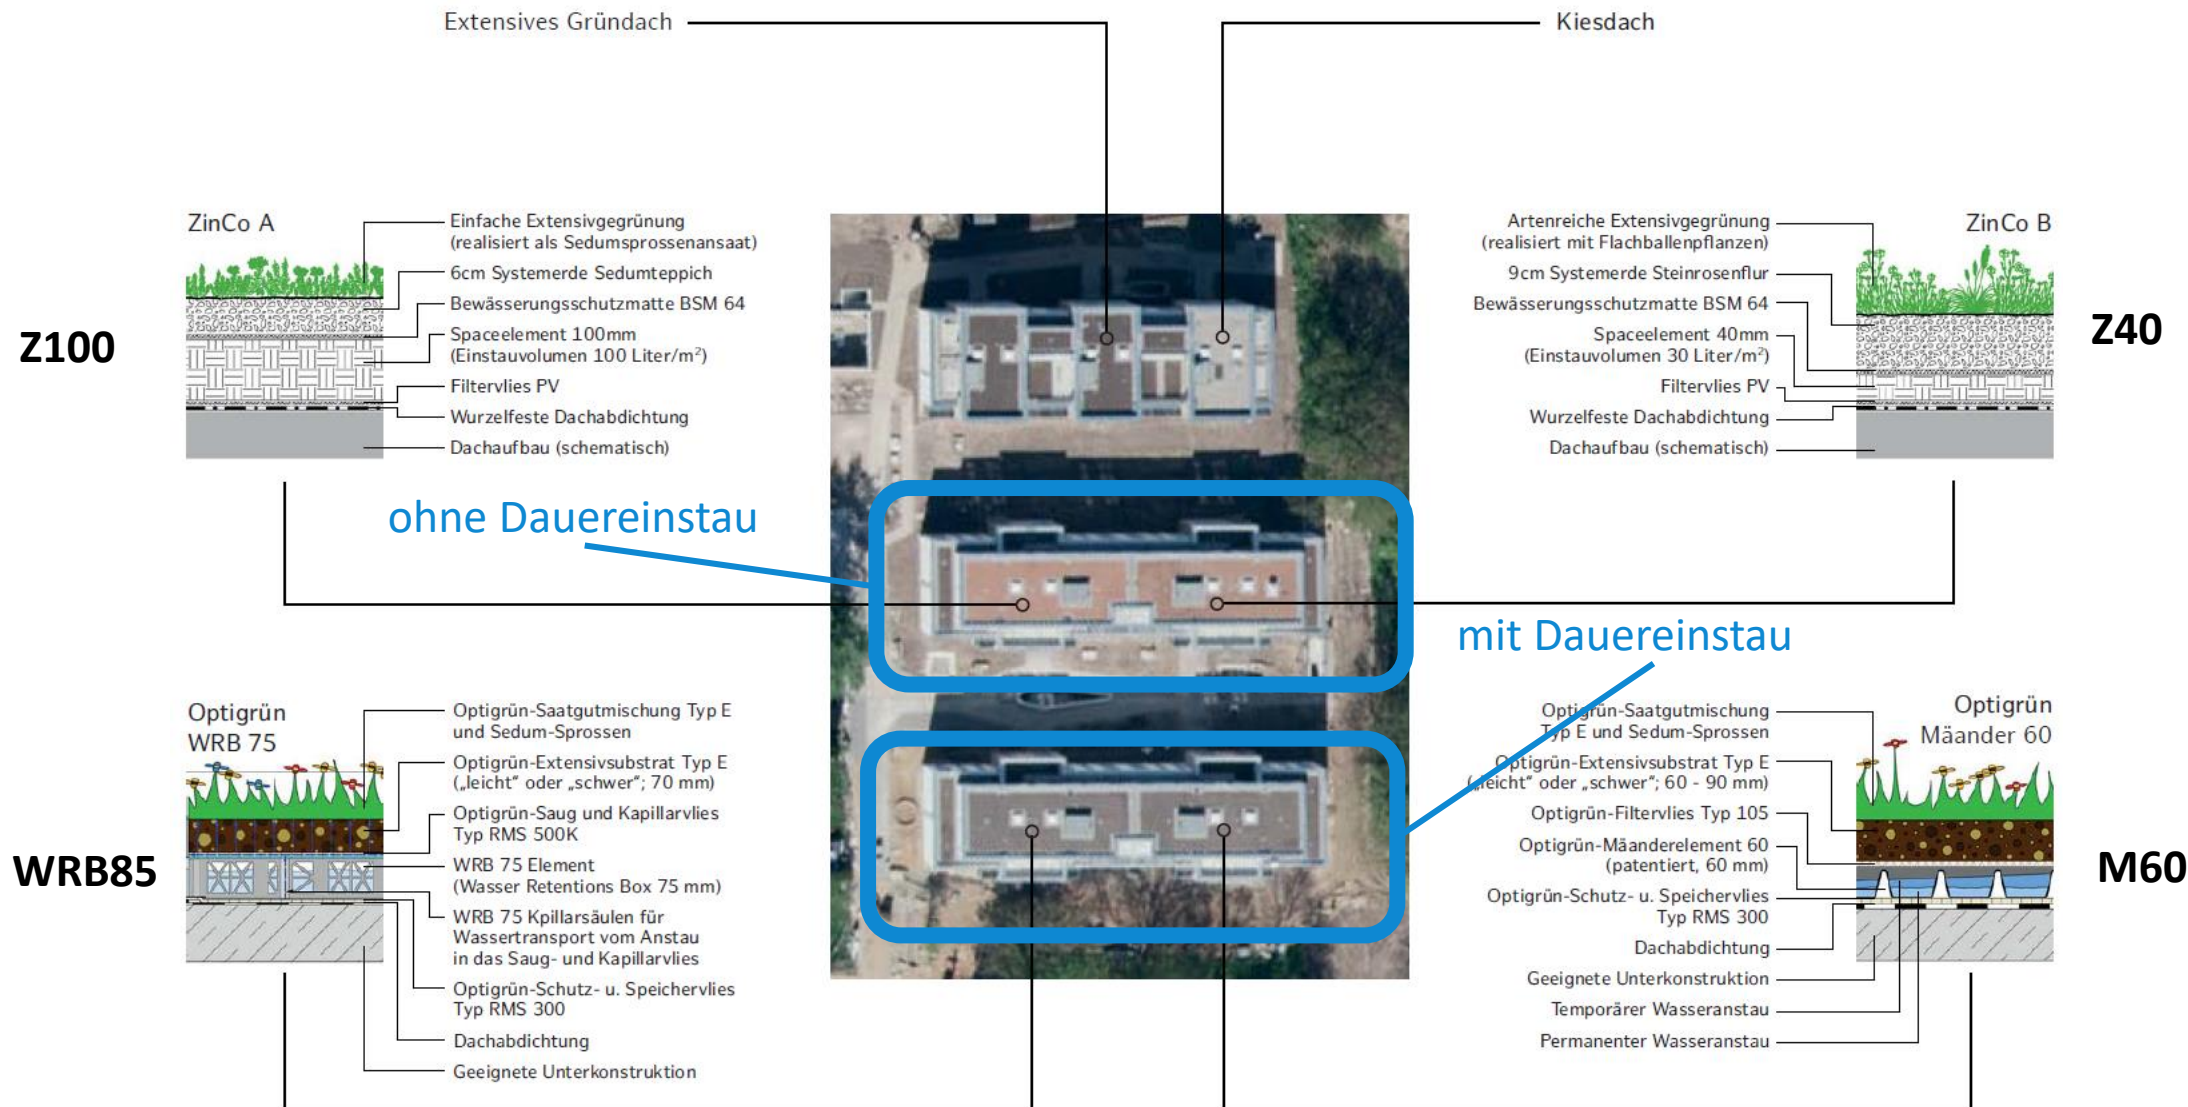 Extensives Gründach
Kiesdach
ZinCo A
Einfache Extensivgegrünung
(realisiert als Sedumsprossenansaat)
6cm Systemerde Sedumteppich
Bewässerungsschutzmatte BSM 64
Spaceelement 100mm
(Einstauvolumen 100 Liter/m²)
Filtervlies PV
Wurzelfeste Dachabdichtung
Dachaufbau (schematisch)
Z100
Artenreiche Extensivgegrünung
(realisiert mit Flachballenpflanzen)
9cm Systemerde Steinrosenflur
Bewässerungsschutzmatte BSM 64
Spaceelement 40mm
(Einstauvolumen 30 Liter/m²)
Filtervlies PV
Wurzelfeste Dachabdichtung
Dachaufbau (schematisch)
ZinCo B
Z40
ohne Dauereinstau
mit Dauereinstau
Optigrün
WRB 75
Optigrün-Saatgutmischung Typ E
und Sedum-Sprossen
Optigrün-Extensivsubstrat Typ E
(„leicht“ oder „schwer“; 70 mm)
Optigrün-Saug und Kapillarvlies
Typ RMS 500K
WRB 75 Element
(Wasser Retentions Box 75 mm)
WRB 75 Kpillarsäulen für
Wassertransport vom Anstau
in das Saug- und Kapillarvlies
Optigrün-Schutz- u. Speichervlies
Typ RMS 300
Dachabdichtung
Geeignete Unterkonstruktion
WRB85
Optigrün-Saatgutmischung
Typ E und Sedum-Sprossen
Optigrün-Extensivsubstrat Typ E
(„leicht“ oder „schwer“; 60 - 90 mm)
Optigrün-Filtervlies Typ 105
Optigrün-Mäanderelement 60
(patentiert, 60 mm)
Optigrün-Schutz- u. Speichervlies
Typ RMS 300
Dachabdichtung
Geeignete Unterkonstruktion
Temporärer Wasseranstau
Permanenter Wasseranstau
Optigrün
Mäander 60
M60